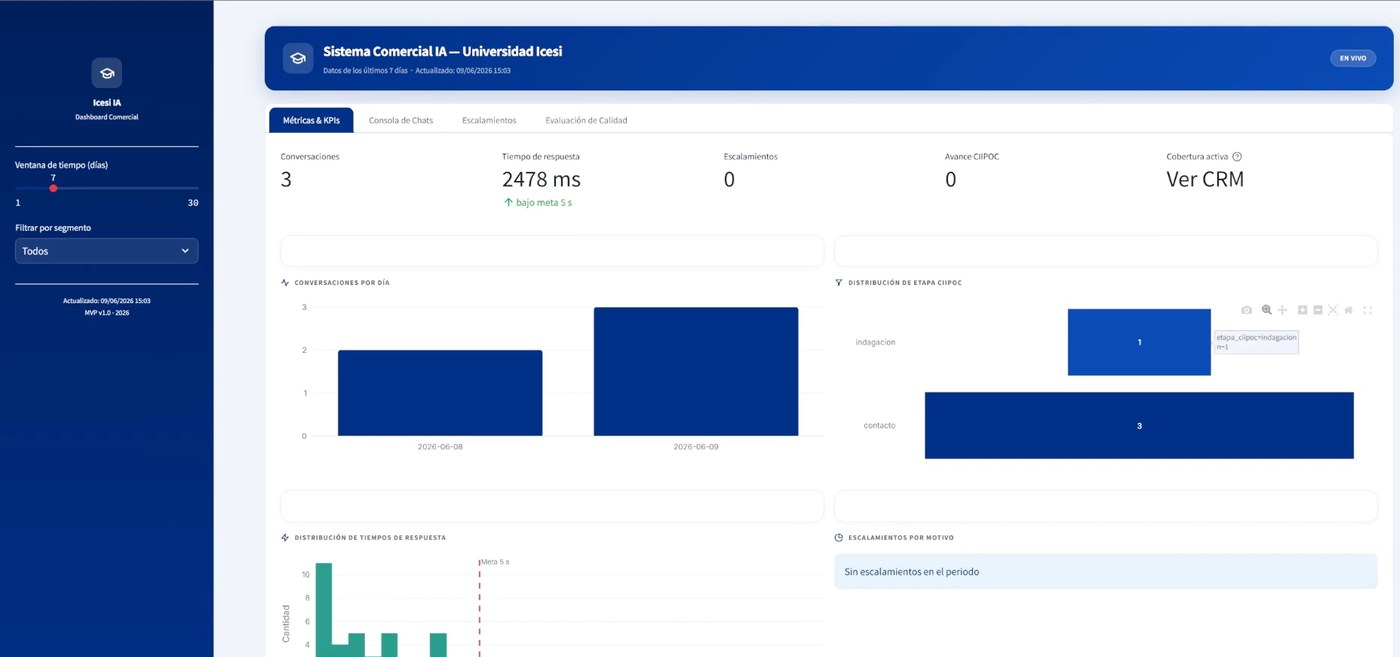 Icesi IA
Dashboard Comercial
Ventana de tiempo (días)
7
1 30
Filtrar por segmento
Todos
Actualizado: 09/06/2026 15:03
MVP v1.0 - 2026
Sistema Comercial IA — Universidad Icesi
Datos de los últimos 7 días · Actualizado: 09/06/2026 15:03
EN VIVO
Métricas & KPIs
Consola de Chats
Escalamientos
Evaluación de Calidad
Conversaciones
3
Tiempo de respuesta
2478 ms
↑ bajo meta 5 s
Escalamientos
0
Avance CIIPOC
0
Cobertura activa
Ver CRM
CONVERSACIONES POR DÍA
3
2
1
0
2026-06-08
2026-06-09
DISTRIBUCIÓN DE ETAPA CIIPOC
indagacion
1
etapa_ciipoc=indagacion
n=1
contacto
3
DISTRIBUCIÓN DE TIEMPOS DE RESPUESTA
Meta 5 s
10
8
6
4
Cantidad
ESCALAMIENTOS POR MOTIVO
Sin escalamientos en el periodo